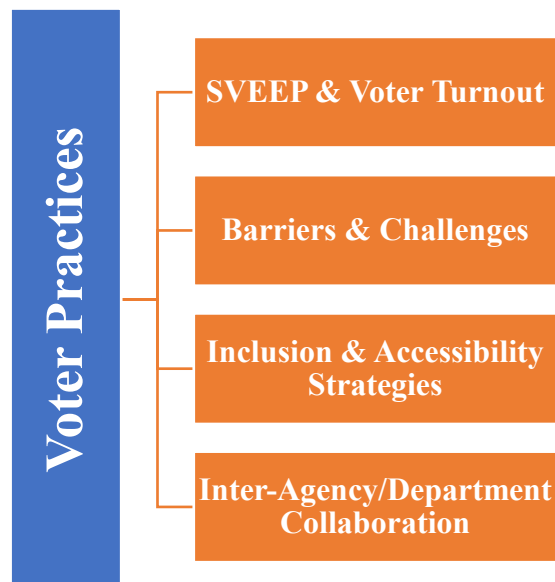 Voter Practices
SVEEP & Voter Turnout
Barriers & Challenges
Inclusion & Accessibility
Strategies
Inter-Agency/Department
Collaboration